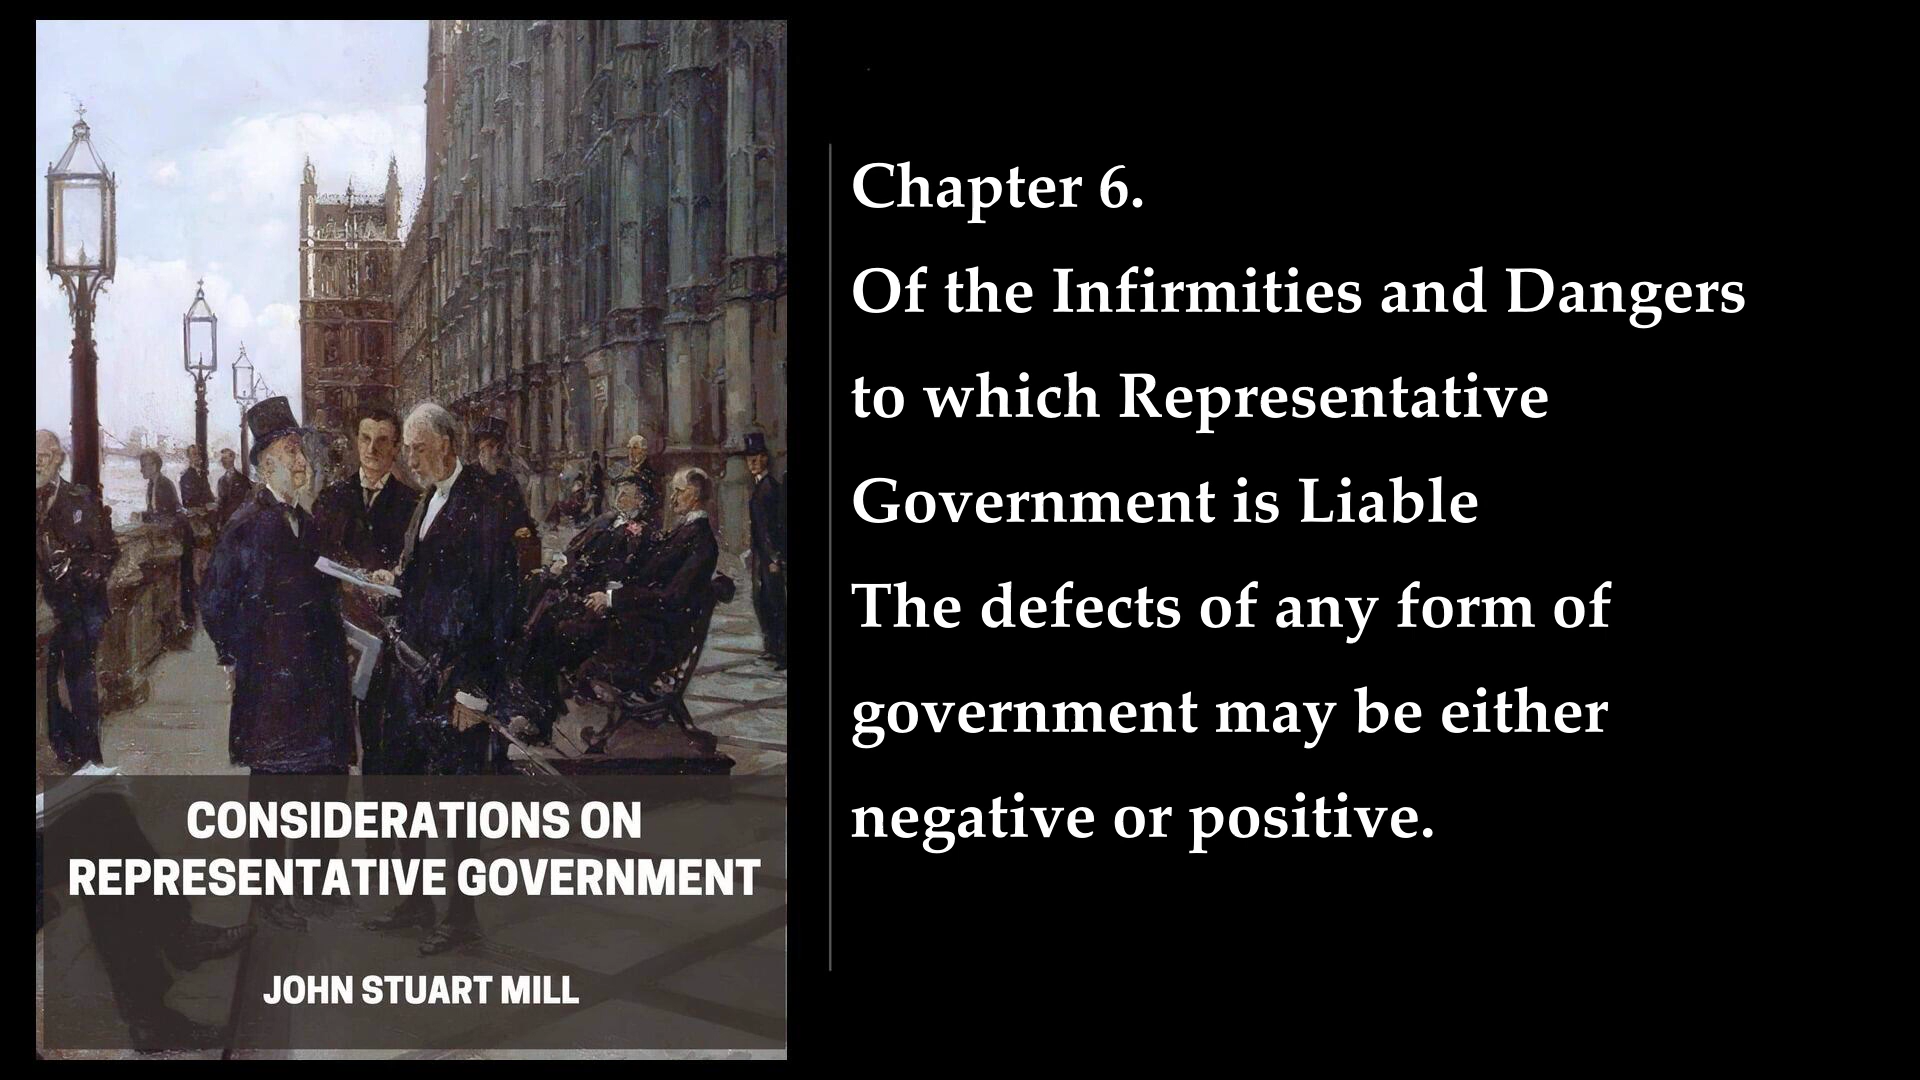 CONSIDERATIONS ON
REPRESENTATIVE GOVERNMENT
JOHN STUART MILL
Chapter 6.
Of the Infirmities and Dangers
to which Representative
Government is Liable
The defects of any form of
government may be either
negative or positive.